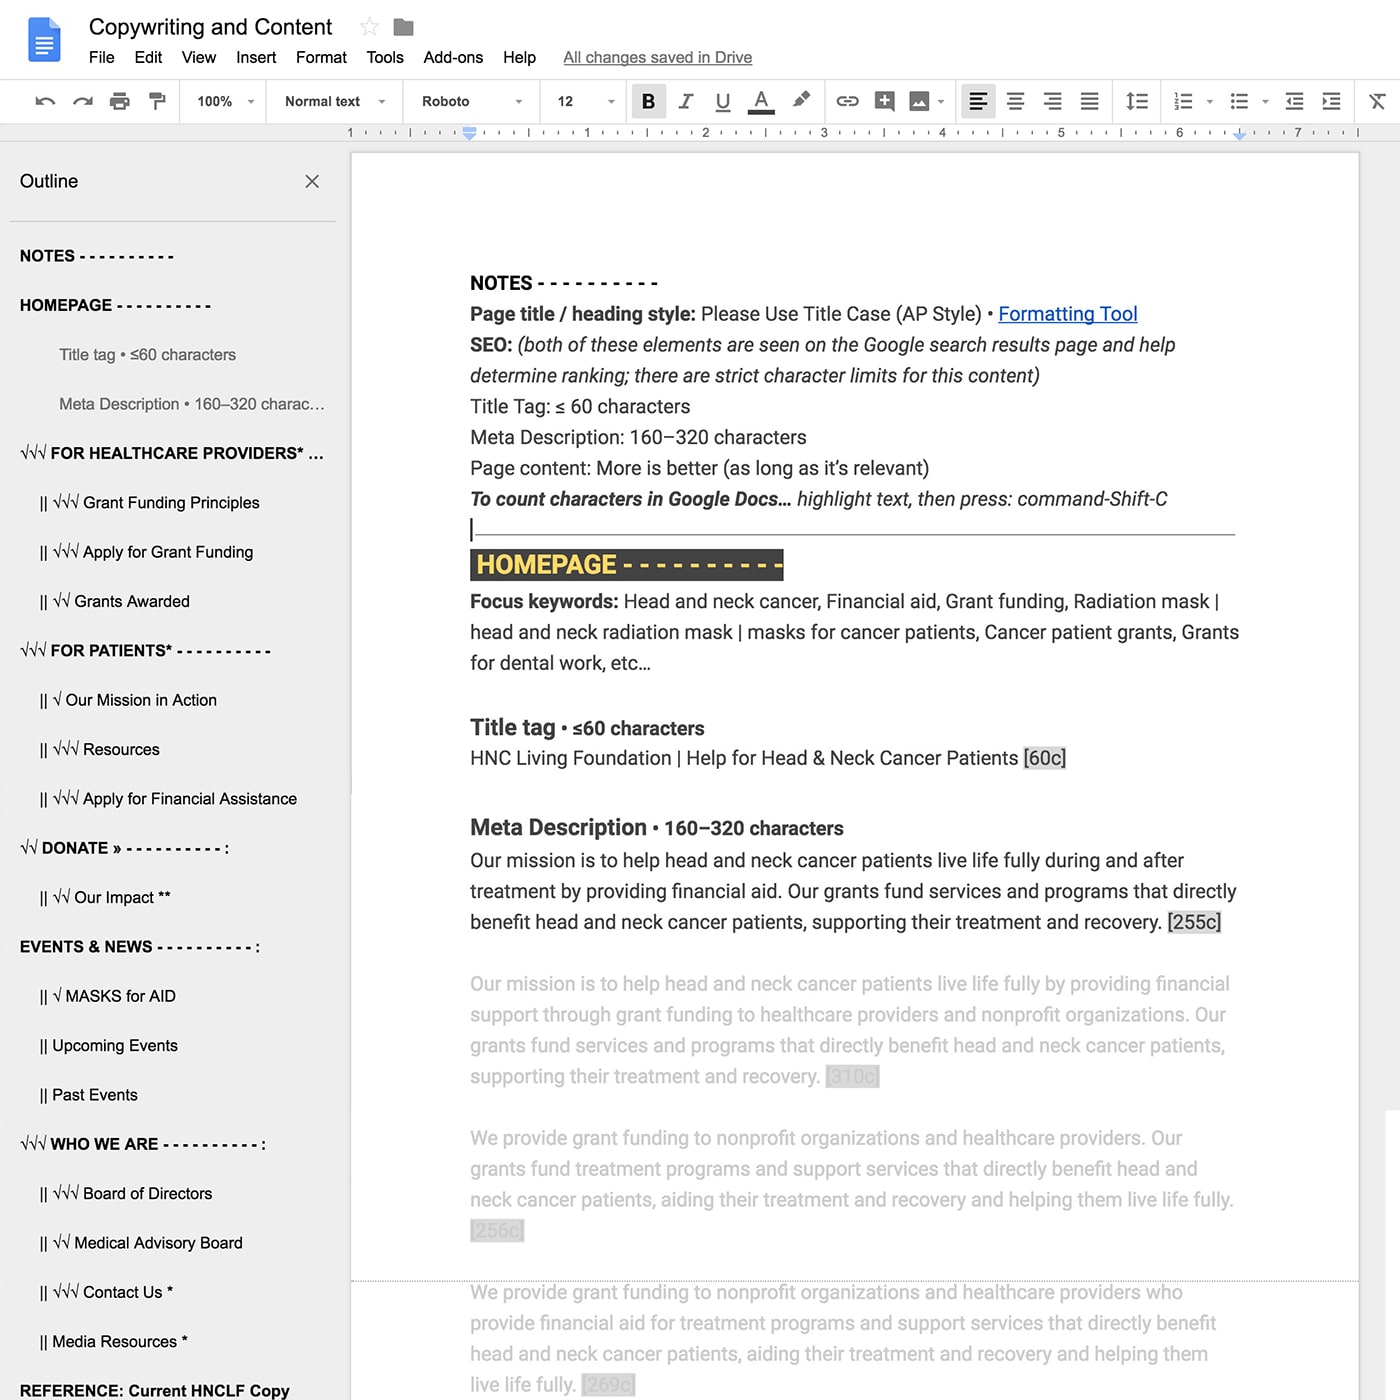 Copywriting and Content
File Edit View Insert Format Tools Add-ons Help All changes saved in Drive
100% Normal text Roboto 12 B I U A
1 1 2 3 4 5 6 7
Outline
NOTES - - - - - - - - - -
HOMEPAGE - - - - - - - - - -
Title tag • ≤60 characters
Meta Description • 160–320 charac…
√√√ FOR HEALTHCARE PROVIDERS* …
|| √√√ Grant Funding Principles
|| √√√ Apply for Grant Funding
|| √√ Grants Awarded
√√√ FOR PATIENTS* - - - - - - - - - -
|| √ Our Mission in Action
|| √√√ Resources
|| √√√ Apply for Financial Assistance
√√ DONATE » - - - - - - - - - - :
|| √√ Our Impact **
EVENTS & NEWS - - - - - - - - - - :
|| √ MASKS for AID
|| Upcoming Events
|| Past Events
√√√ WHO WE ARE - - - - - - - - - - :
|| √√√ Board of Directors
|| √√ Medical Advisory Board
|| √√√ Contact Us *
|| Media Resources *
REFERENCE: Current HNCLF Copy
NOTES - - - - - - - - - -
Page title / heading style: Please Use Title Case (AP Style) • Formatting Tool
SEO: (both of these elements are seen on the Google search results page and help
determine ranking; there are strict character limits for this content)
Title Tag: ≤ 60 characters
Meta Description: 160–320 characters
Page content: More is better (as long as it’s relevant)
To count characters in Google Docs… highlight text, then press: command-Shift-C
HOMEPAGE - - - - - - - - - -
Focus keywords: Head and neck cancer, Financial aid, Grant funding, Radiation mask |
head and neck radiation mask | masks for cancer patients, Cancer patient grants, Grants
for dental work, etc…
Title tag • ≤60 characters
HNC Living Foundation | Help for Head & Neck Cancer Patients [60c]
Meta Description • 160–320 characters
Our mission is to help head and neck cancer patients live life fully during and after
treatment by providing financial aid. Our grants fund services and programs that directly
benefit head and neck cancer patients, supporting their treatment and recovery. [255c]
Our mission is to help head and neck cancer patients live life fully by providing financial
support through grant funding to healthcare providers and nonprofit organizations. Our
grants fund services and programs that directly benefit head and neck cancer patients,
supporting their treatment and recovery. [310c]
We provide grant funding to nonprofit organizations and healthcare providers. Our
grants fund treatment programs and support services that directly benefit head and
neck cancer patients, aiding their treatment and recovery and helping them live life fully.
[256c]
We provide grant funding to nonprofit organizations and healthcare providers who
provide financial aid for treatment programs and support services that directly benefit
head and neck cancer patients, aiding their treatment and recovery and helping them
live life fully. [269c]